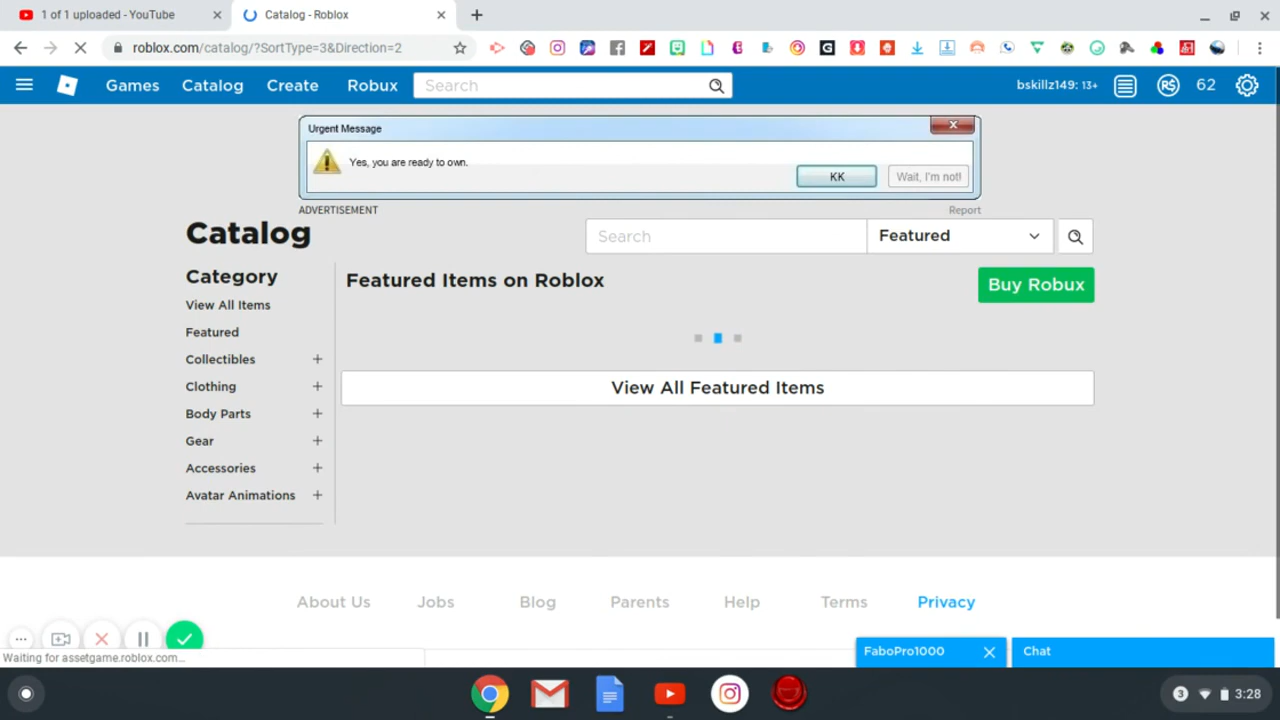 1 of 1 uploaded - YouTube
Catalog - Roblox
roblox.com/catalog/?SortType=3&Direction=2
Games
Catalog
Create
Robux
Search
bskillz149: 13+
R$
62
Urgent Message
Yes, you are ready to own.
KK
Wait, I'm not!
ADVERTISEMENT
Report
Catalog
Search
Featured
Category
Featured Items on Roblox
Buy Robux
View All Items
Featured
Collectibles +
Clothing +
View All Featured Items
Body Parts +
Gear +
Accessories +
Avatar Animations +
About Us
Jobs
Blog
Parents
Help
Terms
Privacy
Waiting for assetgame.roblox.com...
FaboPro1000
Chat
3
3:28